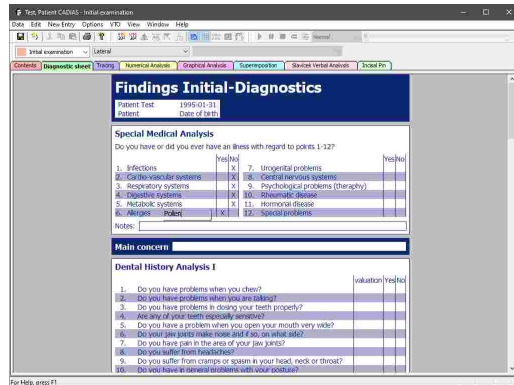 Test, Patient CADIAS - Initial examination
Data Edit New Entry Options VTO View Window Help
Normal
Initial examination Lateral
Contents Diagnostic sheet Tracing Numerical Analysis Graphical Analysis Superimposition Slavicek Verbal Analysis Incisal Pin
Findings Initial-Diagnostics
Patient Test 1995-01-31
Patient Date of birth
Special Medical Analysis
Do you have or did you ever have an illness with regard to points 1-12?
Yes No Yes No
1. Infections X 7. Urogenital problems
2. Cardio-vascular systems X 8. Central nervous systems
3. Respiratory systems X 9. Psychological problems (theraphy)
4. Digestive systems X 10. Rheumatic disease
5. Metabolic systems X 11. Hormonal disease
6. Allerges Polen X 12. Special problems
Notes:
Main concern
Dental History Analysis I
valuation Yes No
1. Do you have problems when you chew?
2. Do you have problems when you are talking?
3. Do you have problems in closing your teeth properly?
4. Are any of your teeth especially sensitive?
5. Do you have a problem when you open your mouth very wide?
6. Do your jaw joints make noise and if so, on what side?
7. Do you have pain in the area of your jaw joints?
8. Do you suffer from headaches?
9. Do you suffer from cramps or spasm in your head, neck or throat?
10. Do you have in general problems with your posture?
For Help, press F1